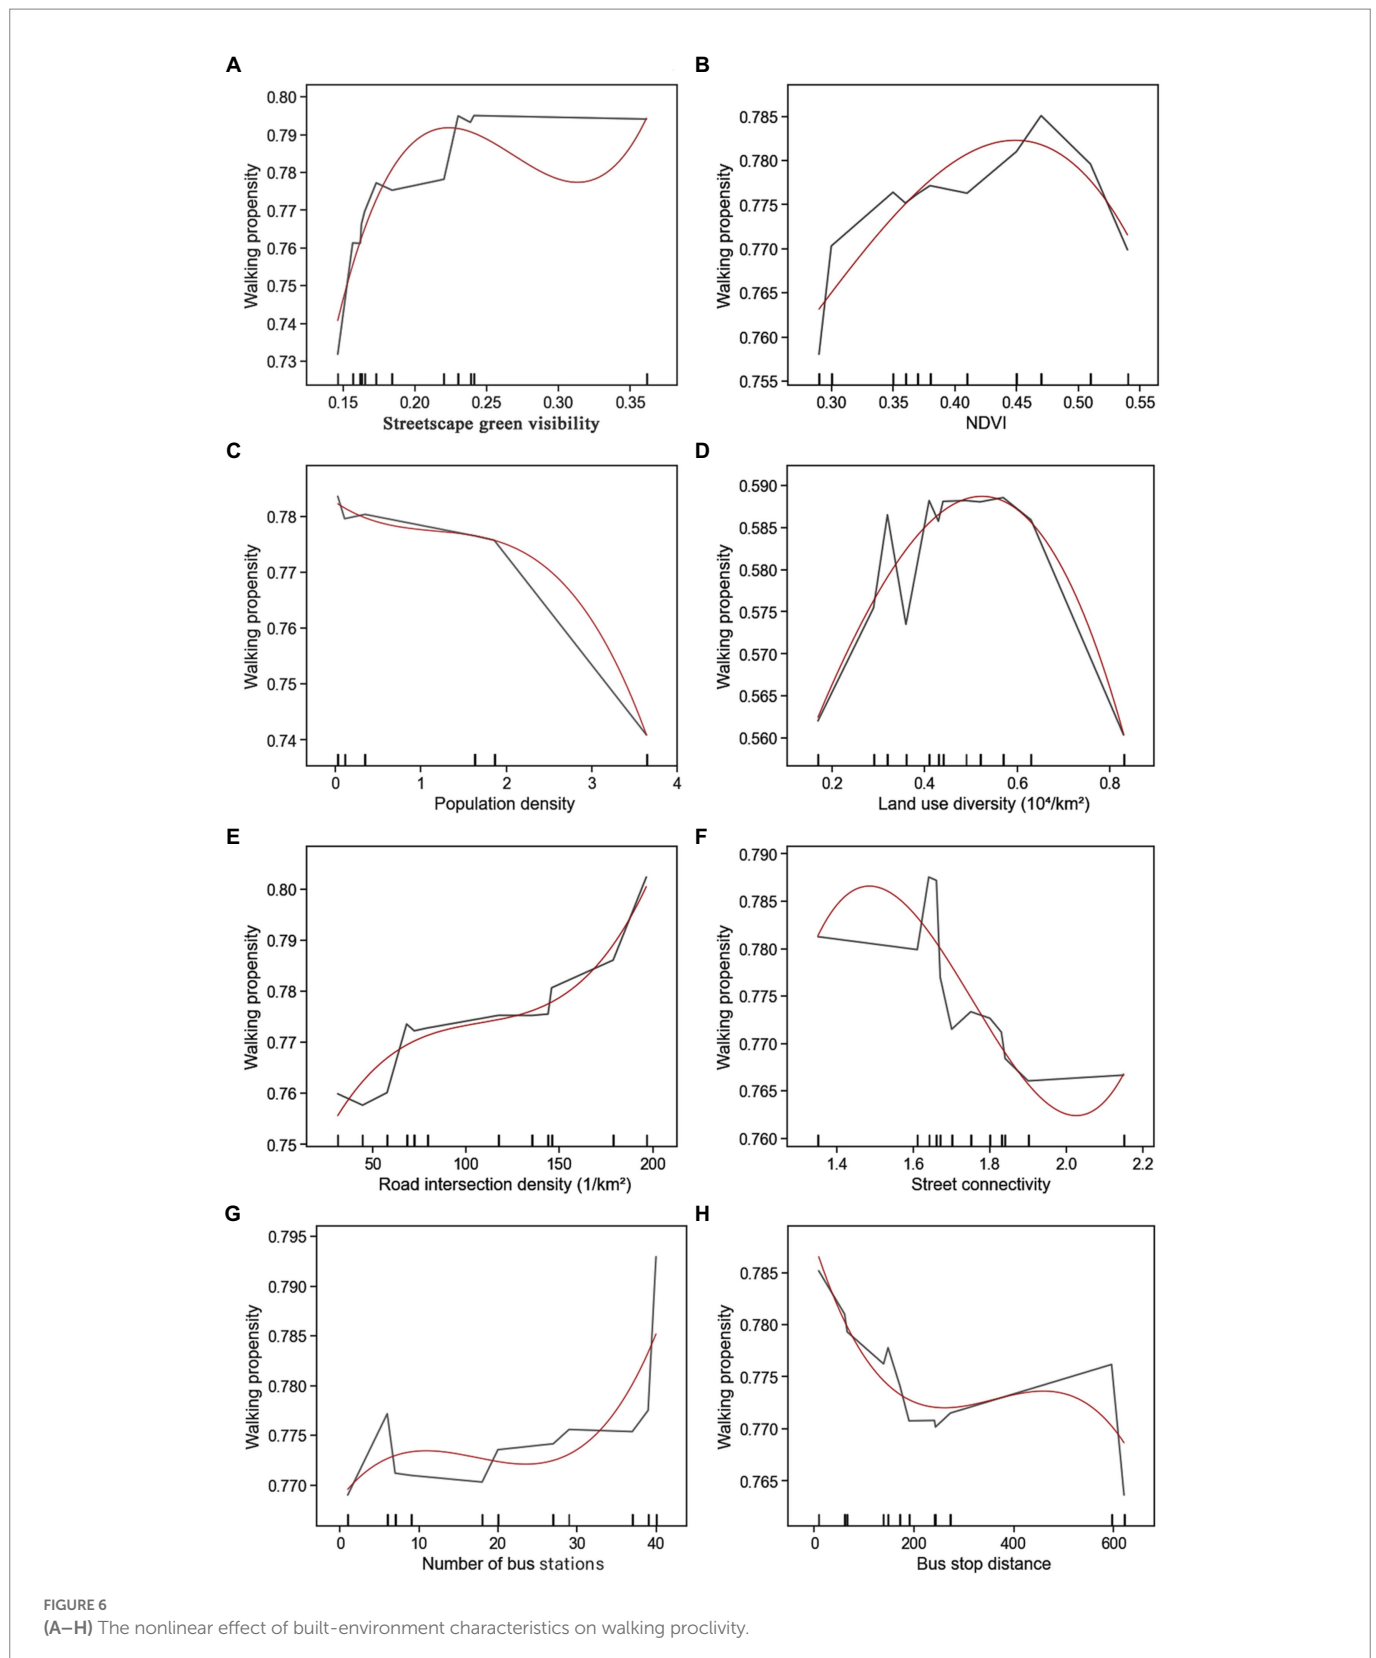 A
0.80
0.79
0.78
0.77
0.76
0.75
0.74
0.73
Walking propensity
0.15 0.20 0.25 0.30 0.35
Streetscape green visibility
B
0.785
0.780
0.775
0.770
0.765
0.760
0.755
Walking propensity
0.30 0.35 0.40 0.45 0.50 0.55
NDVI
C
0.78
0.77
0.76
0.75
0.74
Walking propensity
0 1 2 3 4
Population density
D
0.590
0.585
0.580
0.575
0.570
0.565
0.560
Walking propensity
0.2 0.4 0.6 0.8
Land use diversity (10⁴/km²)
E
0.80
0.79
0.78
0.77
0.76
0.75
Walking propensity
50 100 150 200
Road intersection density (1/km²)
F
0.790
0.785
0.780
0.775
0.770
0.765
0.760
Walking propensity
1.4 1.6 1.8 2.0 2.2
Street connectivity
G
0.795
0.790
0.785
0.780
0.775
0.770
Walking propensity
0 10 20 30 40
Number of bus stations
H
0.785
0.780
0.775
0.770
0.765
Walking propensity
0 200 400 600
Bus stop distance
FIGURE 6
(A–H) The nonlinear effect of built-environment characteristics on walking proclivity.